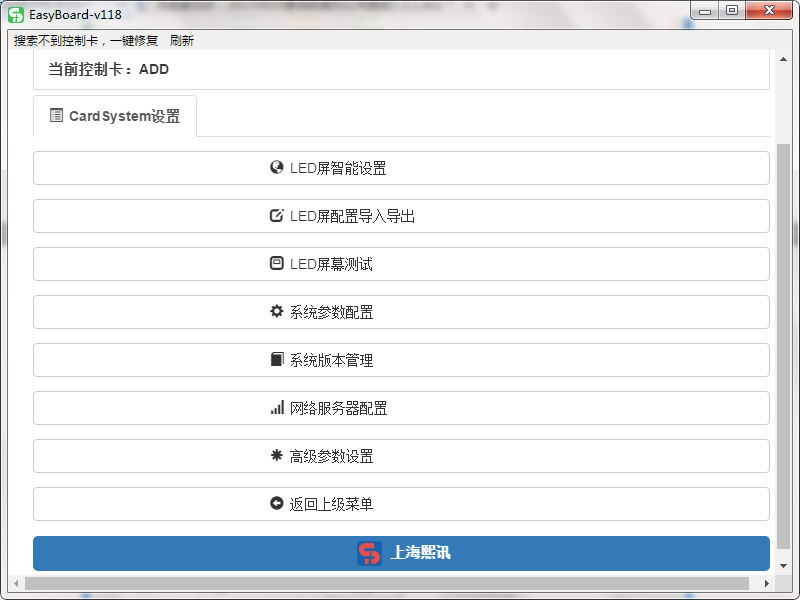 EasyBoard-v118
搜索不到控制卡，一键修复 刷新
当前控制卡：ADD
CardSystem设置
LED屏智能设置
LED屏配置导入导出
LED屏幕测试
系统参数配置
系统版本管理
网络服务器配置
高级参数设置
返回上级菜单
上海熙讯